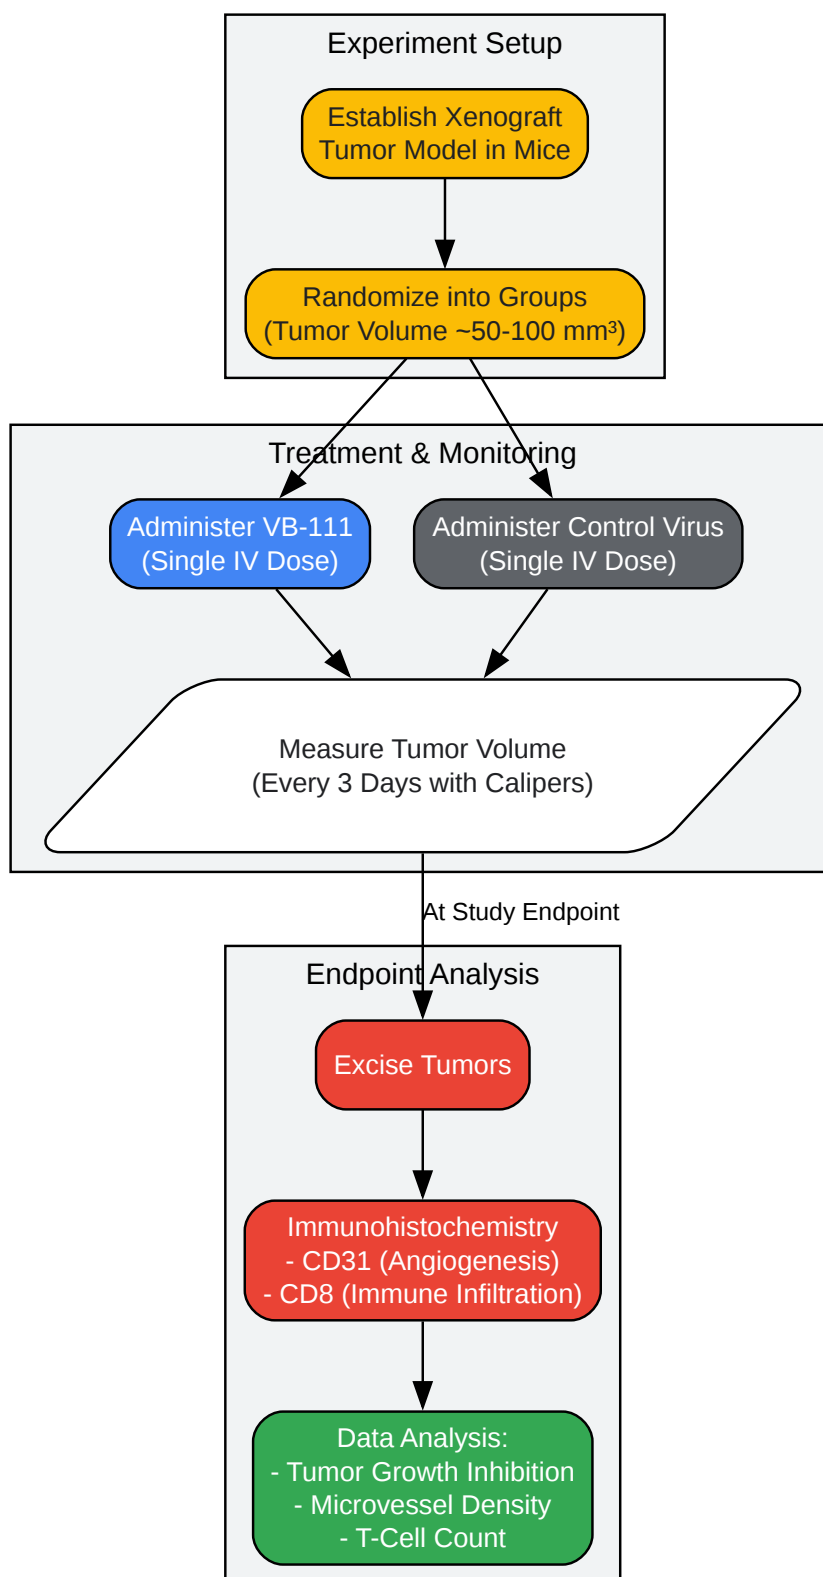 Experiment Setup
Establish Xenograft
Tumor Model in Mice
Randomize into Groups
(Tumor Volume ~50-100 mm³)
Treatment & Monitoring
Administer VB-111
(Single IV Dose)
Administer Control Virus
(Single IV Dose)
Measure Tumor Volume
(Every 3 Days with Calipers)
At Study Endpoint
Endpoint Analysis
Excise Tumors
Immunohistochemistry
- CD31 (Angiogenesis)
- CD8 (Immune Infiltration)
Data Analysis:
- Tumor Growth Inhibition
- Microvessel Density
- T-Cell Count